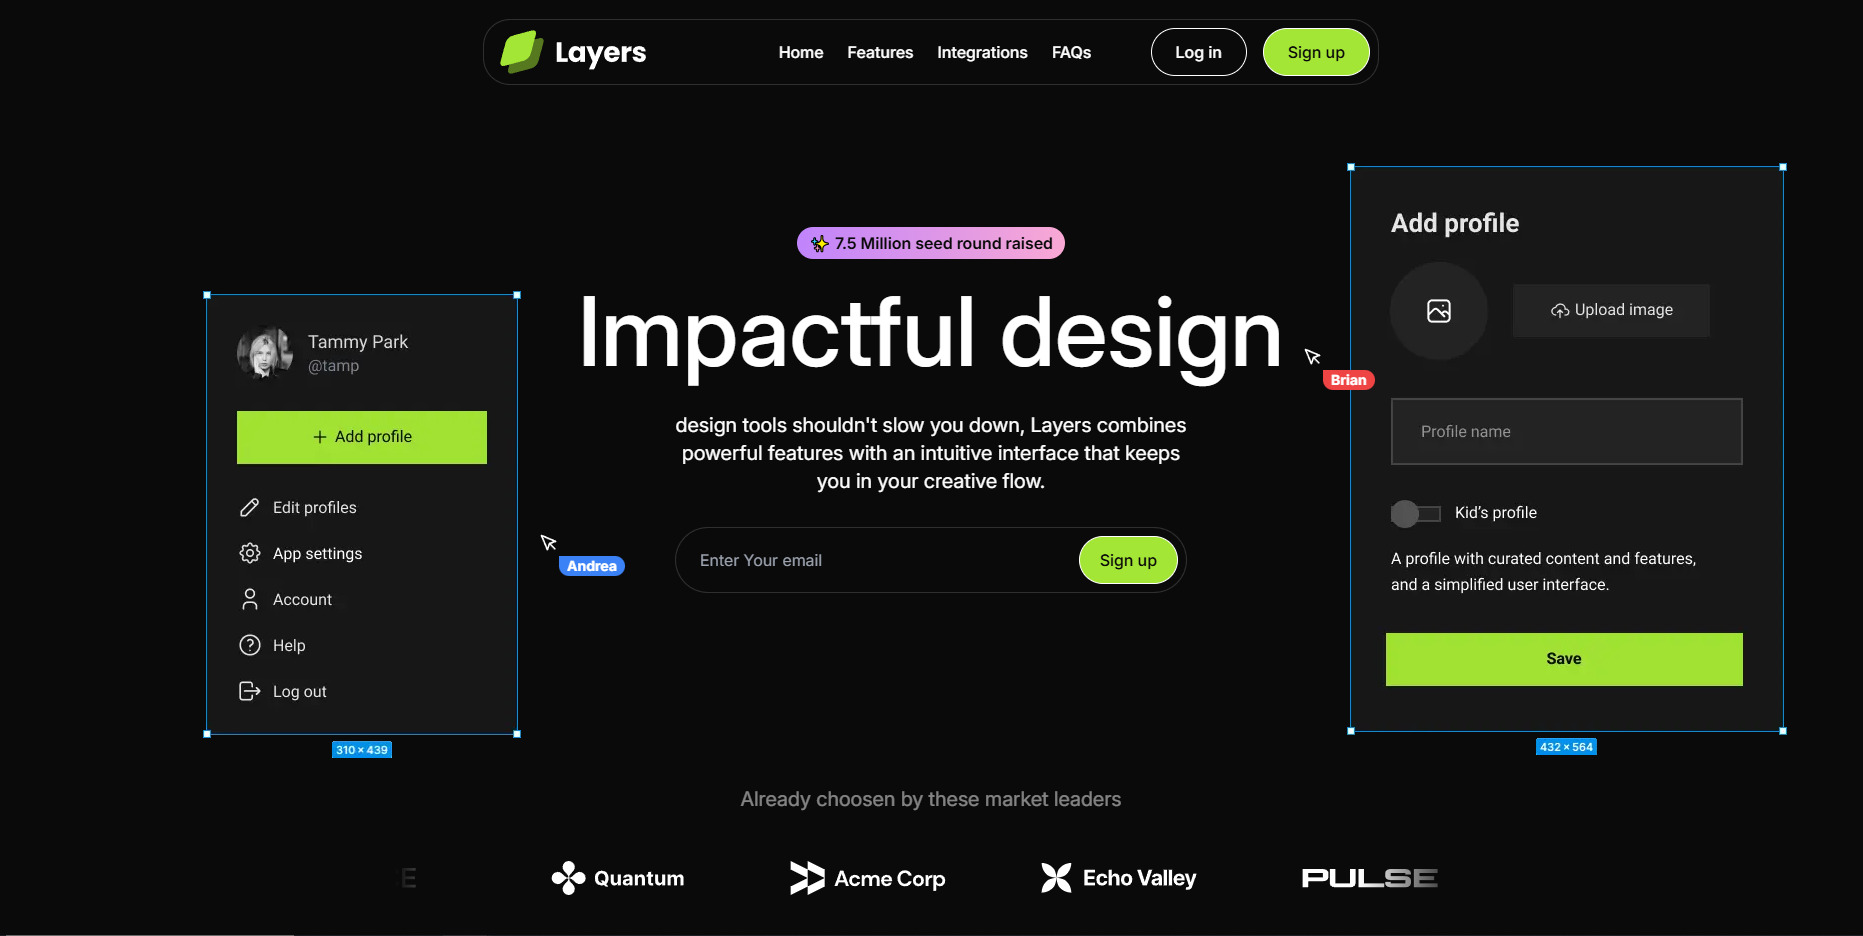 Layers
Home Features Integrations FAQs Log in Sign up
7.5 Million seed round raised
Impactful design
design tools shouldn't slow you down, Layers combines
powerful features with an intuitive interface that keeps
you in your creative flow.
Enter Your email Sign up
Tammy Park
@tamp
+ Add profile
Edit profiles
App settings
Account
Help
Log out
310 × 439
Andrea
Brian
Add profile
Upload image
Profile name
Kid’s profile
A profile with curated content and features,
and a simplified user interface.
Save
432 × 564
Already choosen by these market leaders
E Quantum Acme Corp Echo Valley PULSE